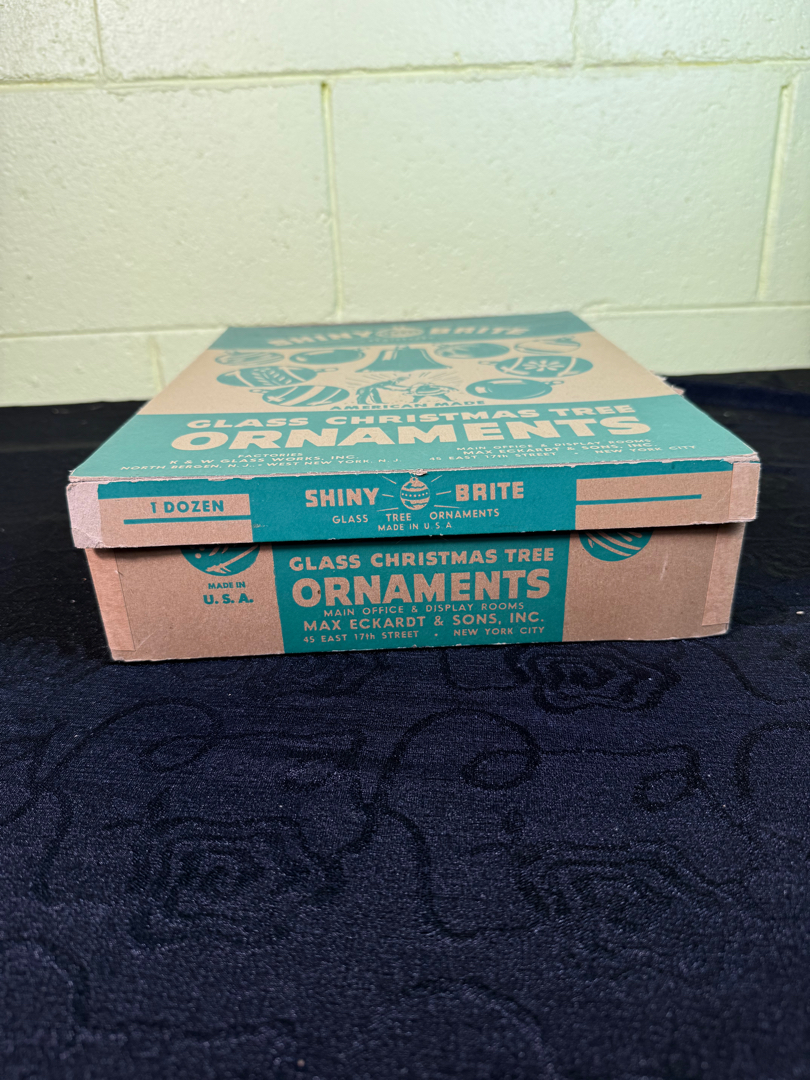 SHINY BRITE
AMERICAN MADE
GLASS CHRISTMAS TREE
ORNAMENTS
FACTORIES
K & W GLASS WORKS, INC.
NORTH BERGEN, N. J. • WEST NEW YORK, N. J.
MAIN OFFICE & DISPLAY ROOMS
MAX ECKARDT & SONS, INC.
45 EAST 17th STREET NEW YORK CITY
1 DOZEN
SHINY BRITE
GLASS TREE ORNAMENTS
MADE IN U.S.A
MADE IN
U. S. A.
GLASS CHRISTMAS TREE
ORNAMENTS
MAIN OFFICE & DISPLAY ROOMS
MAX ECKARDT & SONS, INC.
45 EAST 17th STREET • NEW YORK CITY